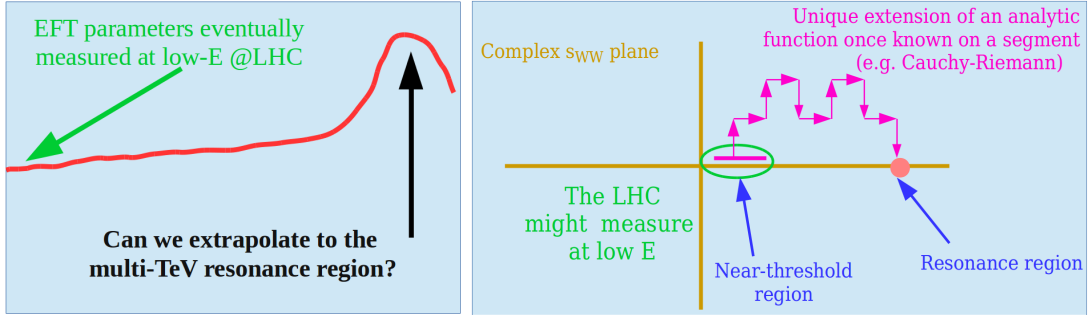 EFT parameters eventually
measured at low-E @LHC
Can we extrapolate to the
multi-TeV resonance region?
Unique extension of an analytic
function once known on a segment
(e.g. Cauchy-Riemann)
Complex sWW plane
The LHC
might measure
at low E
Near-threshold
region
Resonance region